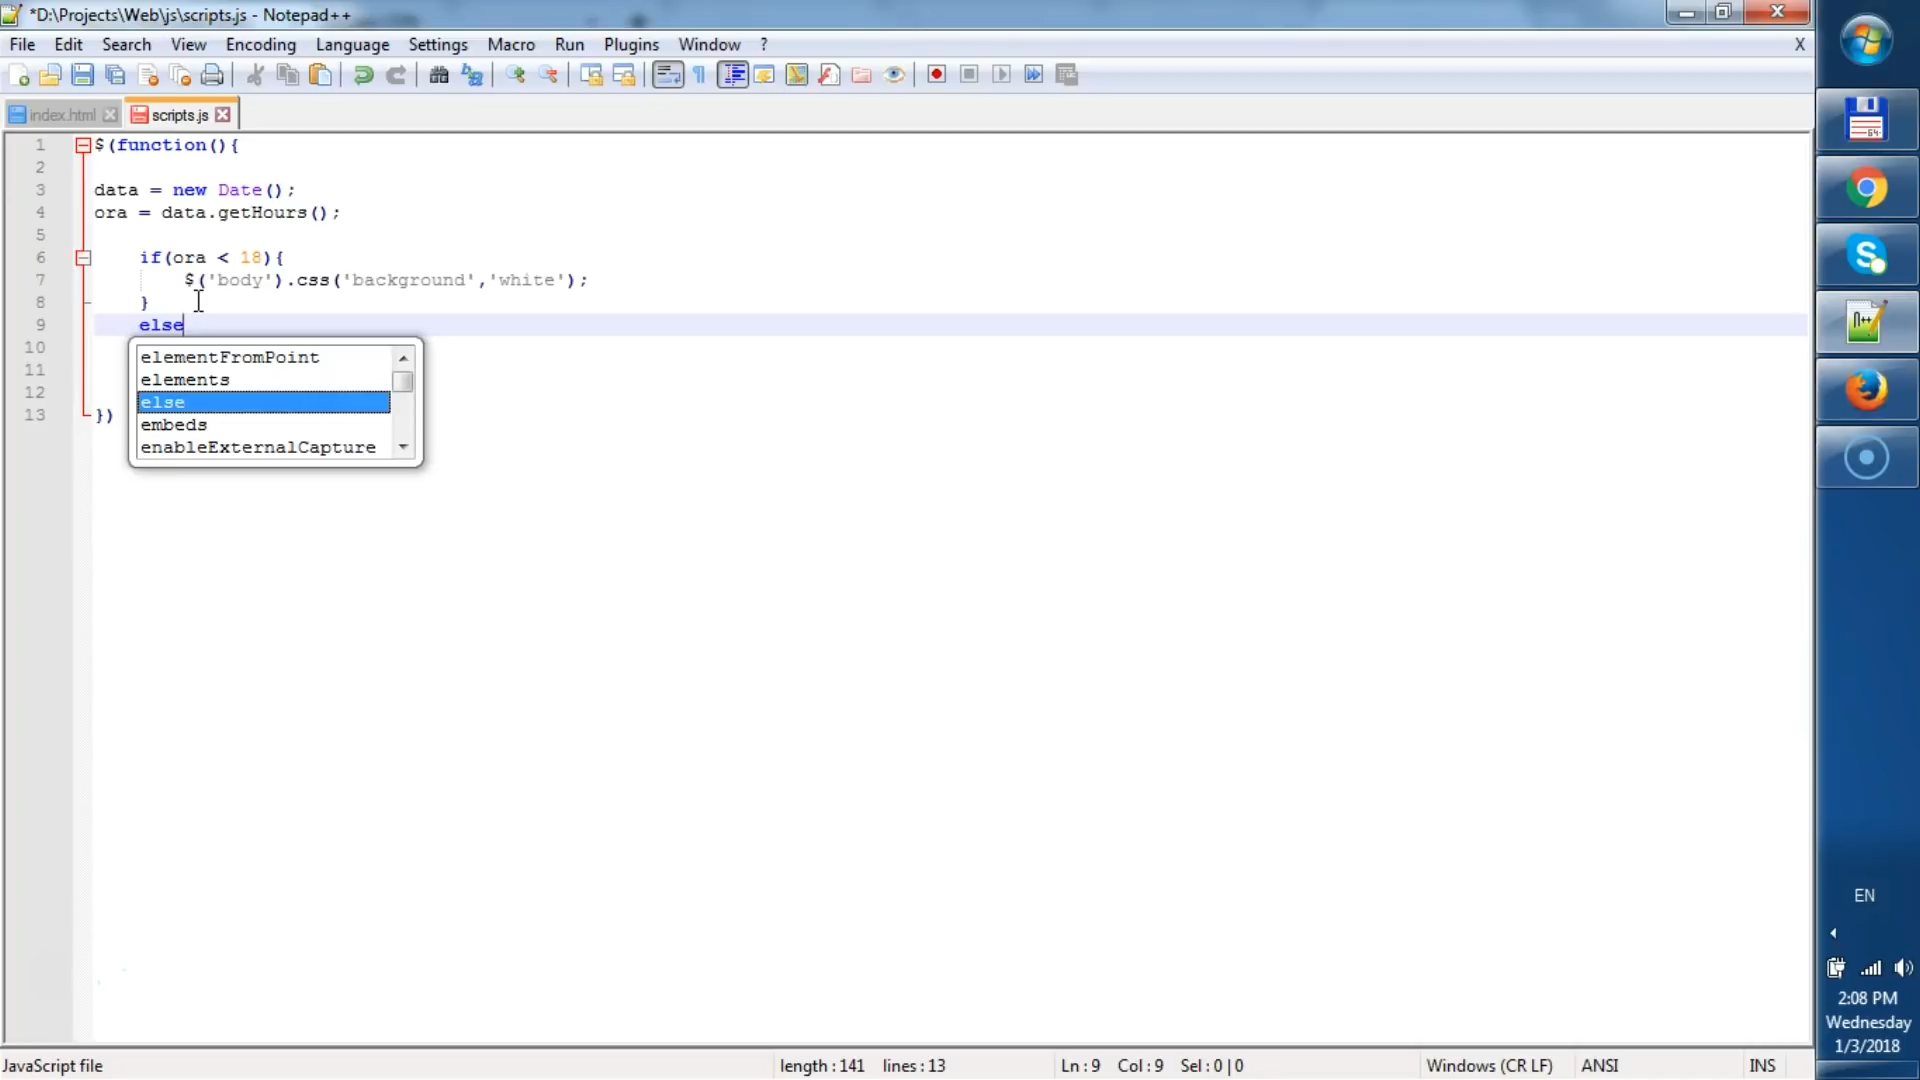 *D:\Projects\Web\js\scripts.js - Notepad++
File Edit Search View Encoding Language Settings Macro Run Plugins Window ? X
index.html scripts.js
1 $(function(){
2
3 data = new Date();
4 ora = data.getHours();
5
6 if(ora < 18){
7 $('body').css('background','white');
8 }
9 else
10
11
12
13 })
elementFromPoint
elements
else
embeds
enableExternalCapture
EN
2:08 PM
Wednesday
1/3/2018
JavaScript file length : 141 lines : 13 Ln : 9 Col : 9 Sel : 0 | 0 Windows (CR LF) ANSI INS